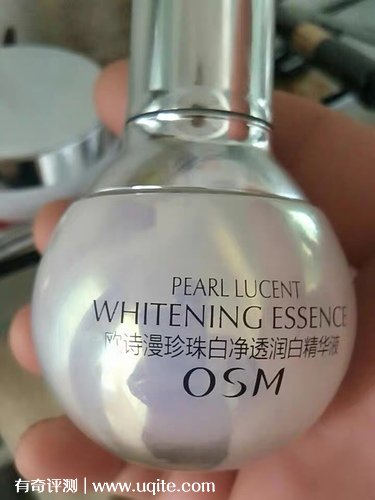 PEARL LUCENT
WHITENING ESSENCE
欧诗漫珍珠白净透润白精华液
OSM
有奇评测 | www.uqite.com